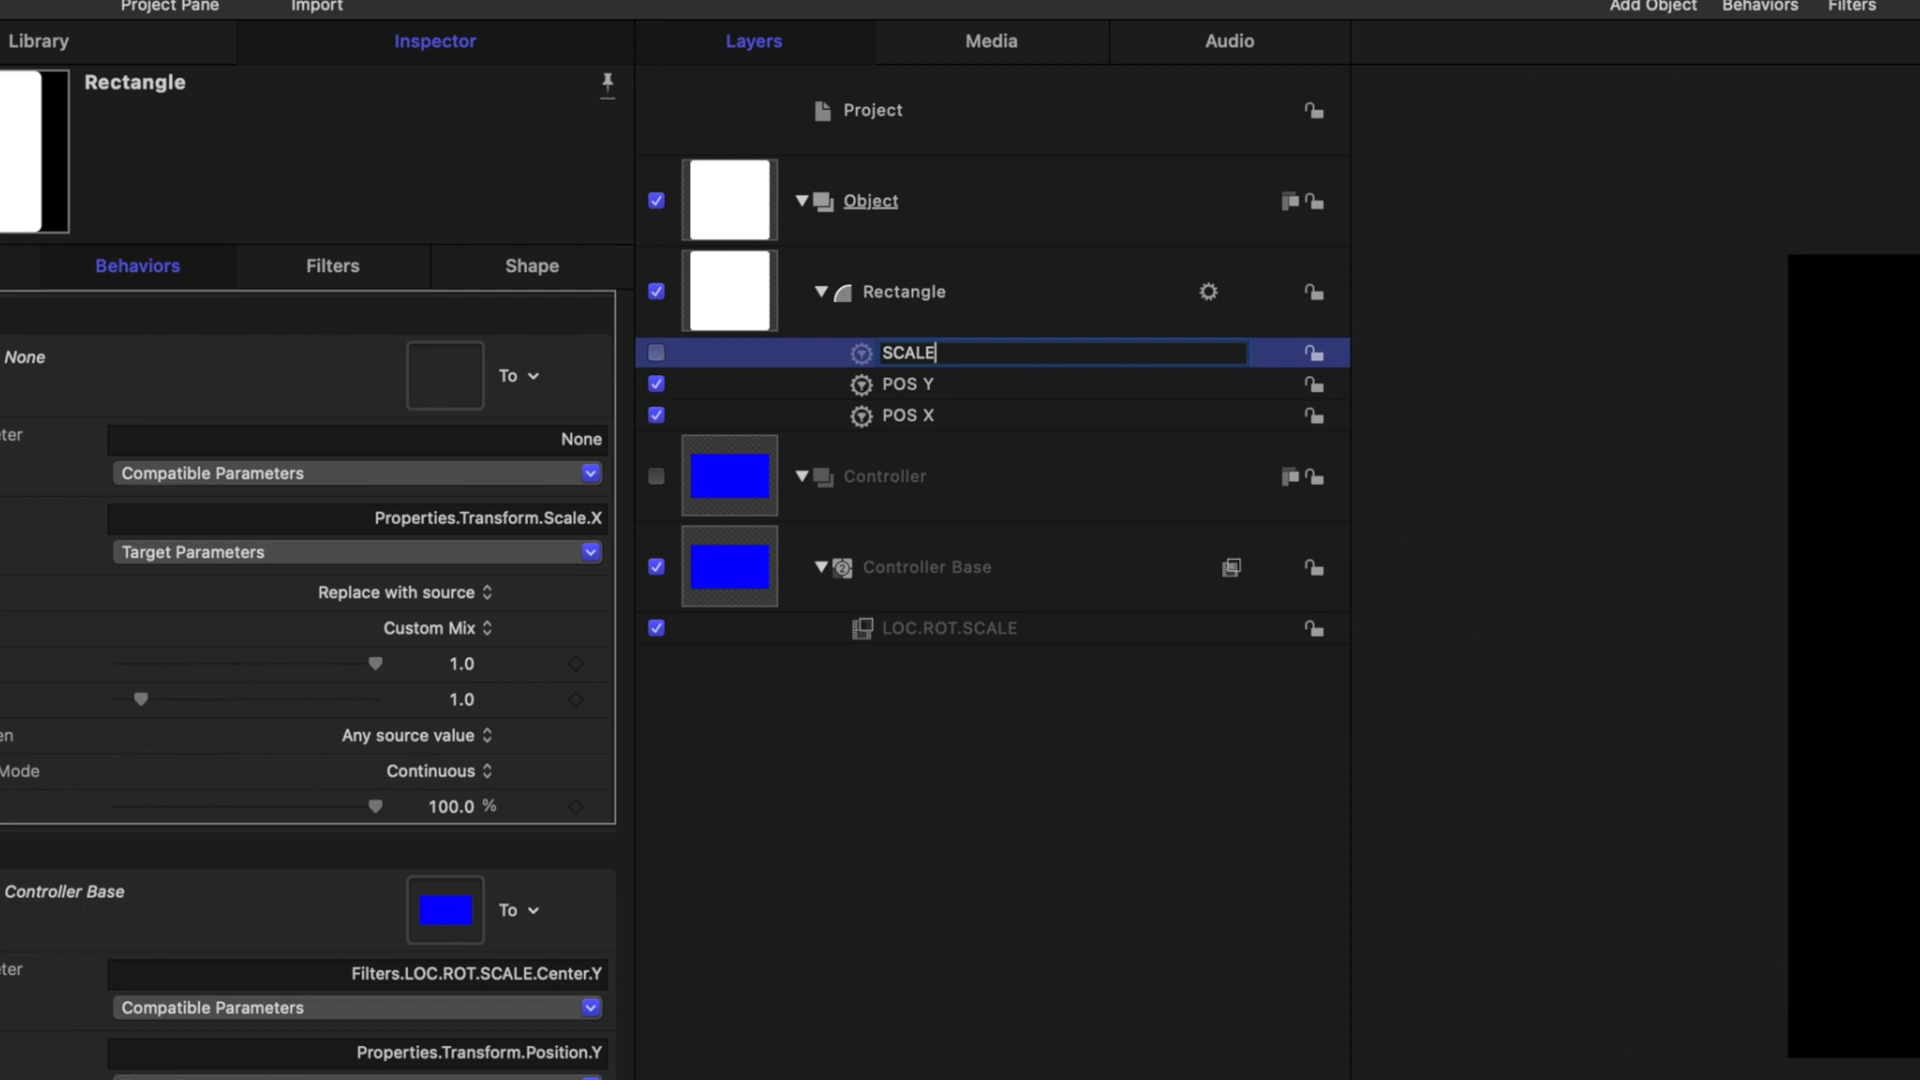 Project Pane
Import
Add Object
Behaviors
Filters
Library
Inspector
Layers
Media
Audio
Rectangle
Project
Object
Behaviors
Filters
Shape
Rectangle
None
To
SCALE
POS Y
POS X
eter
None
Compatible Parameters
Controller
Properties.Transform.Scale.X
Target Parameters
Controller Base
Replace with source
Custom Mix
LOC.ROT.SCALE
1.0
1.0
en
Any source value
Mode
Continuous
100.0 %
Controller Base
To
eter
Filters.LOC.ROT.SCALE.Center.Y
Compatible Parameters
Properties.Transform.Position.Y